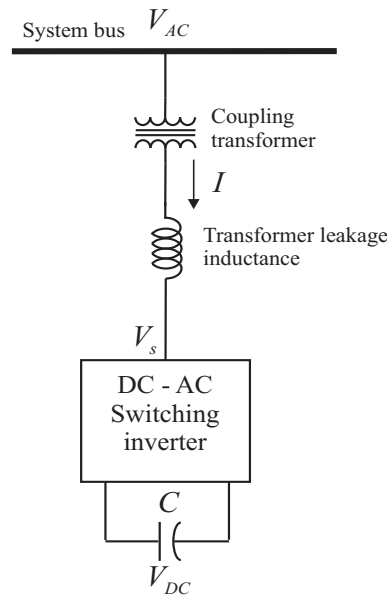 System bus V_AC
Coupling
transformer
I
Transformer leakage
inductance
V_s
DC - AC
Switching
inverter
C
V_DC